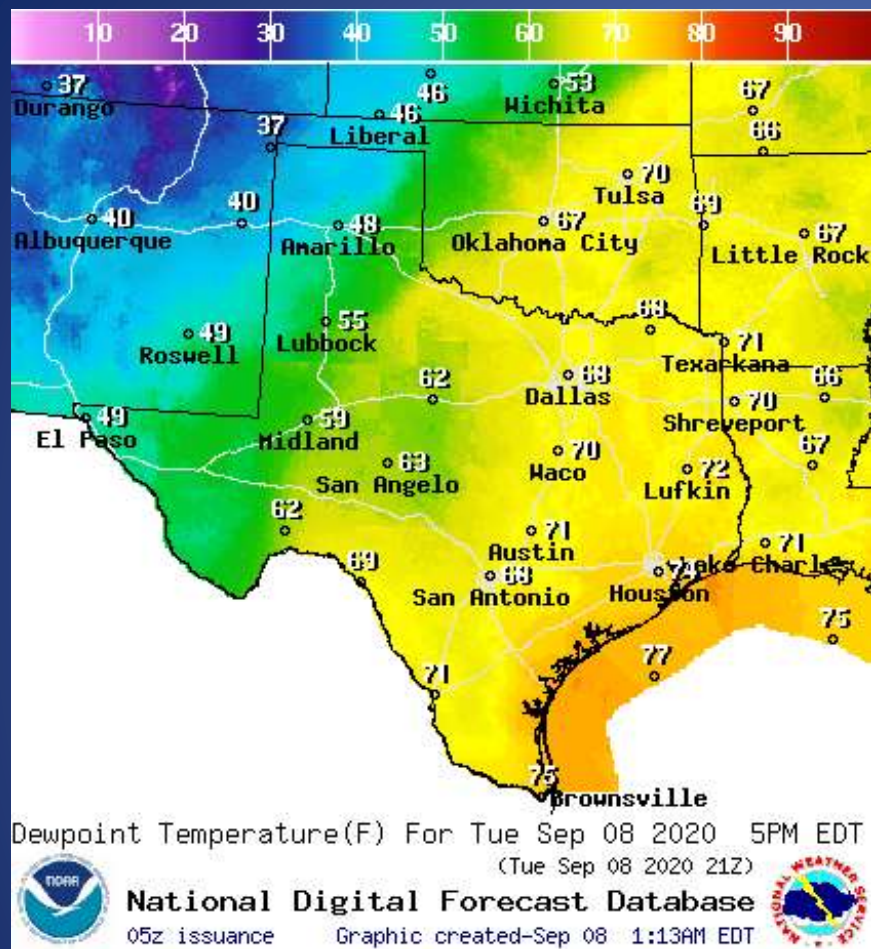 10 20 30 40 50 60 70 80 90
37 46 53 67
Durango Wichita
37 46 66
Liberal
70
Tulsa
40 40 48 67 69 67
Albuquerque Amarillo Oklahoma City Little Rock
49 55 68 71
Roswell Lubbock Texarkana
62 68 70 66
Dallas
49 59 Shreveport
El Paso Midland
63 70 72 67
San Angelo Waco Lufkin
62 71 71
Austin
69 68 Lake Charles
San Antonio Houston
75
71 77
75
Brownsville
Dewpoint Temperature(F) For Tue Sep 08 2020 5PM EDT
(Tue Sep 08 2020 21Z)
NOAA
NATIONAL WEATHER SERVICE
National Digital Forecast Database
05z issuance Graphic created-Sep 08 1:13AM EDT